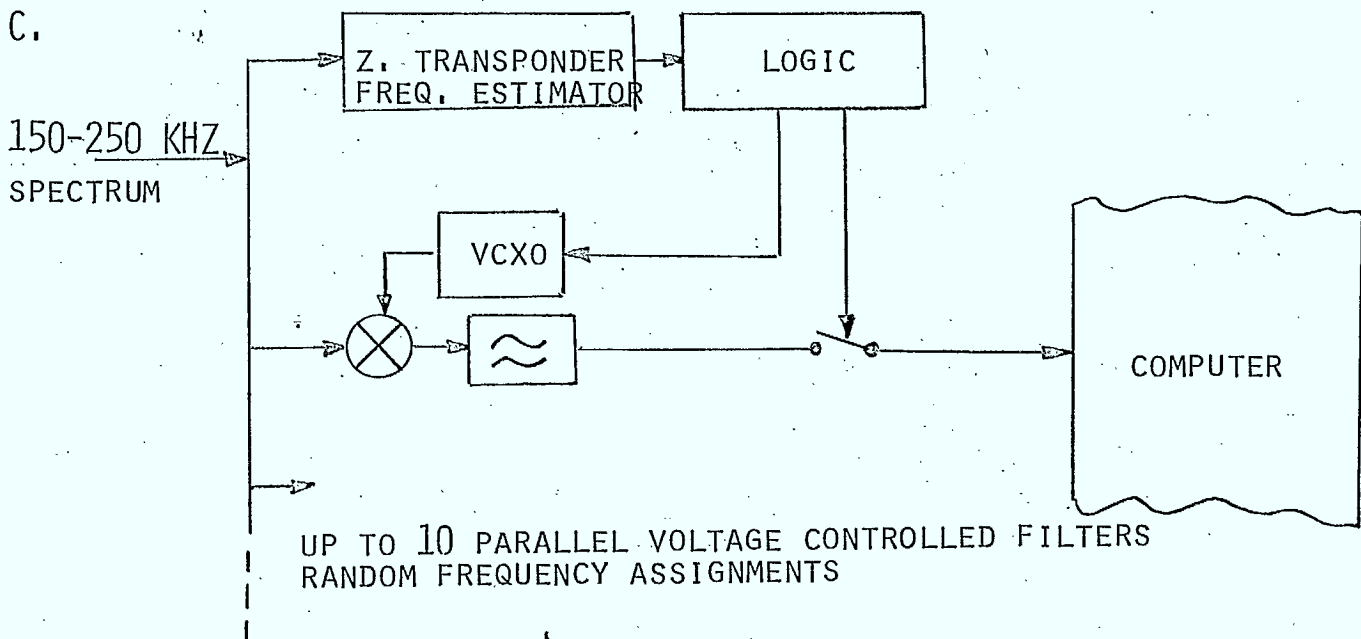 C.
Z. TRANSPONDER
FREQ. ESTIMATOR
LOGIC
150-250 KHZ
SPECTRUM
VCXO
COMPUTER
UP TO 10 PARALLEL VOLTAGE CONTROLLED FILTERS
RANDOM FREQUENCY ASSIGNMENTS